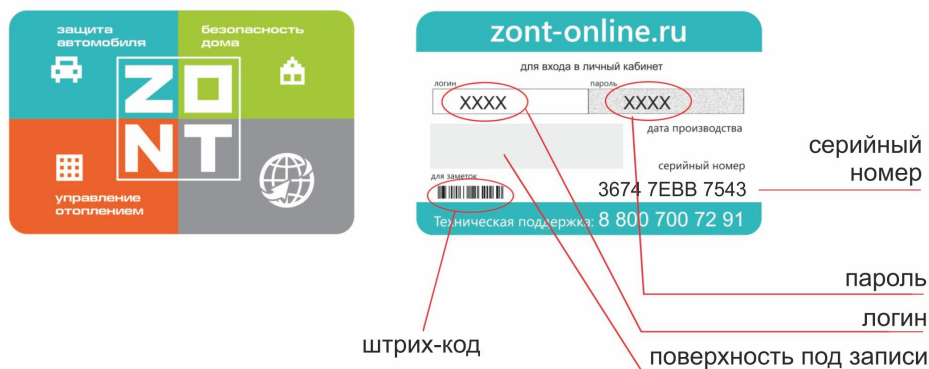 защита
автомобиля
безопасность
дома
ZO
NT
управление
отоплением
zont-online.ru
для входа в личный кабинет
логин
пароль
XXXX
XXXX
дата производства
серийный номер
для заметок
3674 7EBB 7543
Техническая поддержка: 8 800 700 72 91
серийный
номер
пароль
логин
штрих-код
поверхность под записи